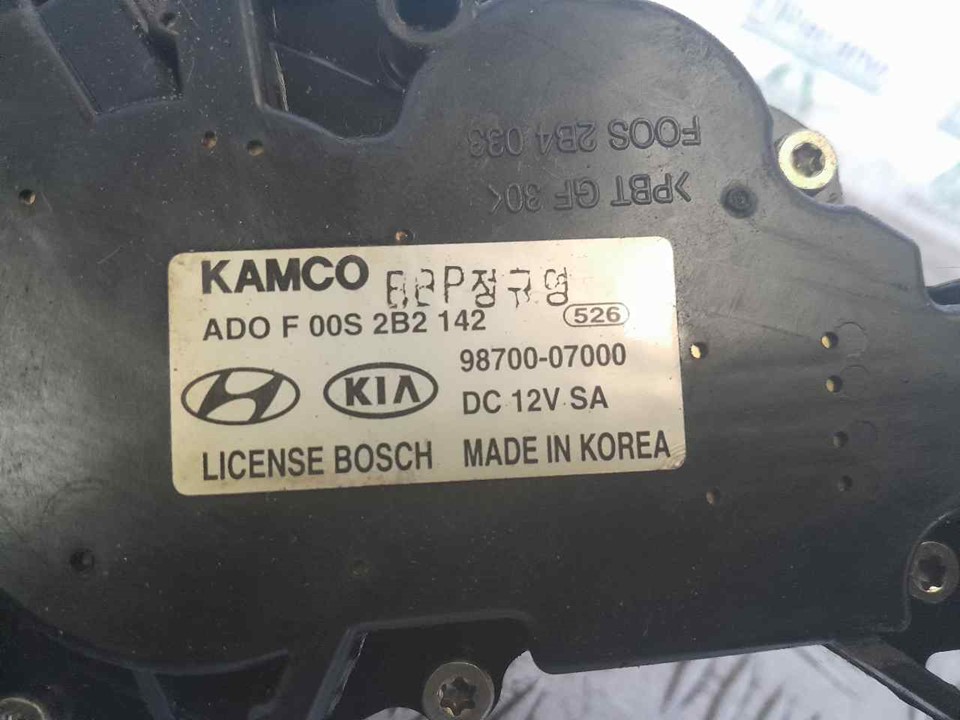 FOOS 2B4 033
>PBT GF 30<
KAMCO
ADO F 00S 2B2 142 526
98700-07000
KIA DC 12V SA
LICENSE BOSCH MADE IN KOREA